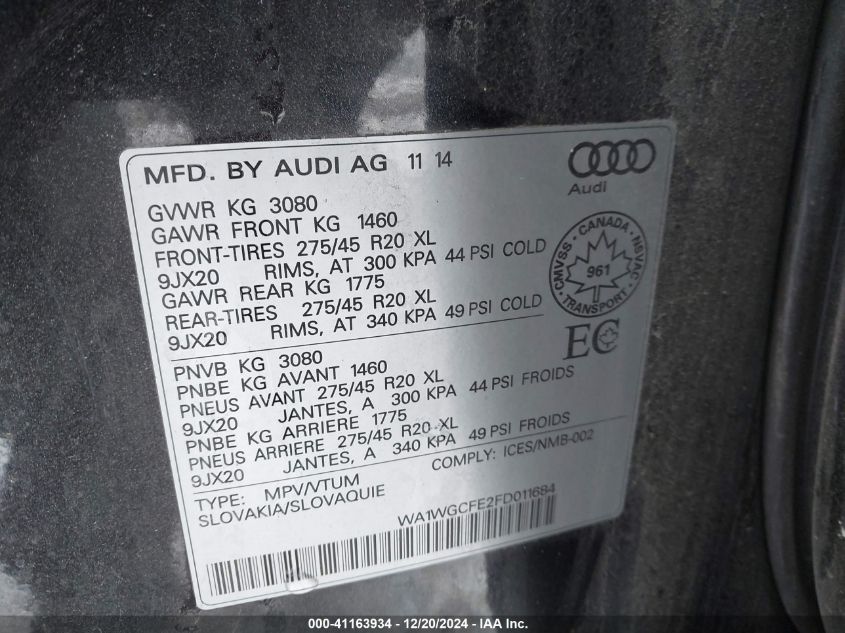 MFD. BY AUDI AG 11 14
Audi
GVWR KG 3080
GAWR FRONT KG 1460
FRONT-TIRES 275/45 R20 XL
9JX20 RIMS, AT 300 KPA 44 PSI COLD
GAWR REAR KG 1775
REAR-TIRES 275/45 R20 XL
9JX20 RIMS, AT 340 KPA 49 PSI COLD
CMVSS - CANADA - NSVAC
961
TRANSPORT
EC
PNVB KG 3080
PNBE KG AVANT 1460
PNEUS AVANT 275/45 R20 XL
9JX20 JANTES, A 300 KPA 44 PSI FROIDS
PNBE KG ARRIERE 1775
PNEUS ARRIERE 275/45 R20 XL
9JX20 JANTES, A 340 KPA 49 PSI FROIDS
COMPLY: ICES/NMB-002
TYPE: MPV/VTUM
SLOVAKIA/SLOVAQUIE
WA1WGCFE2FD011684
000-41163934 - 12/20/2024 - IAA Inc.